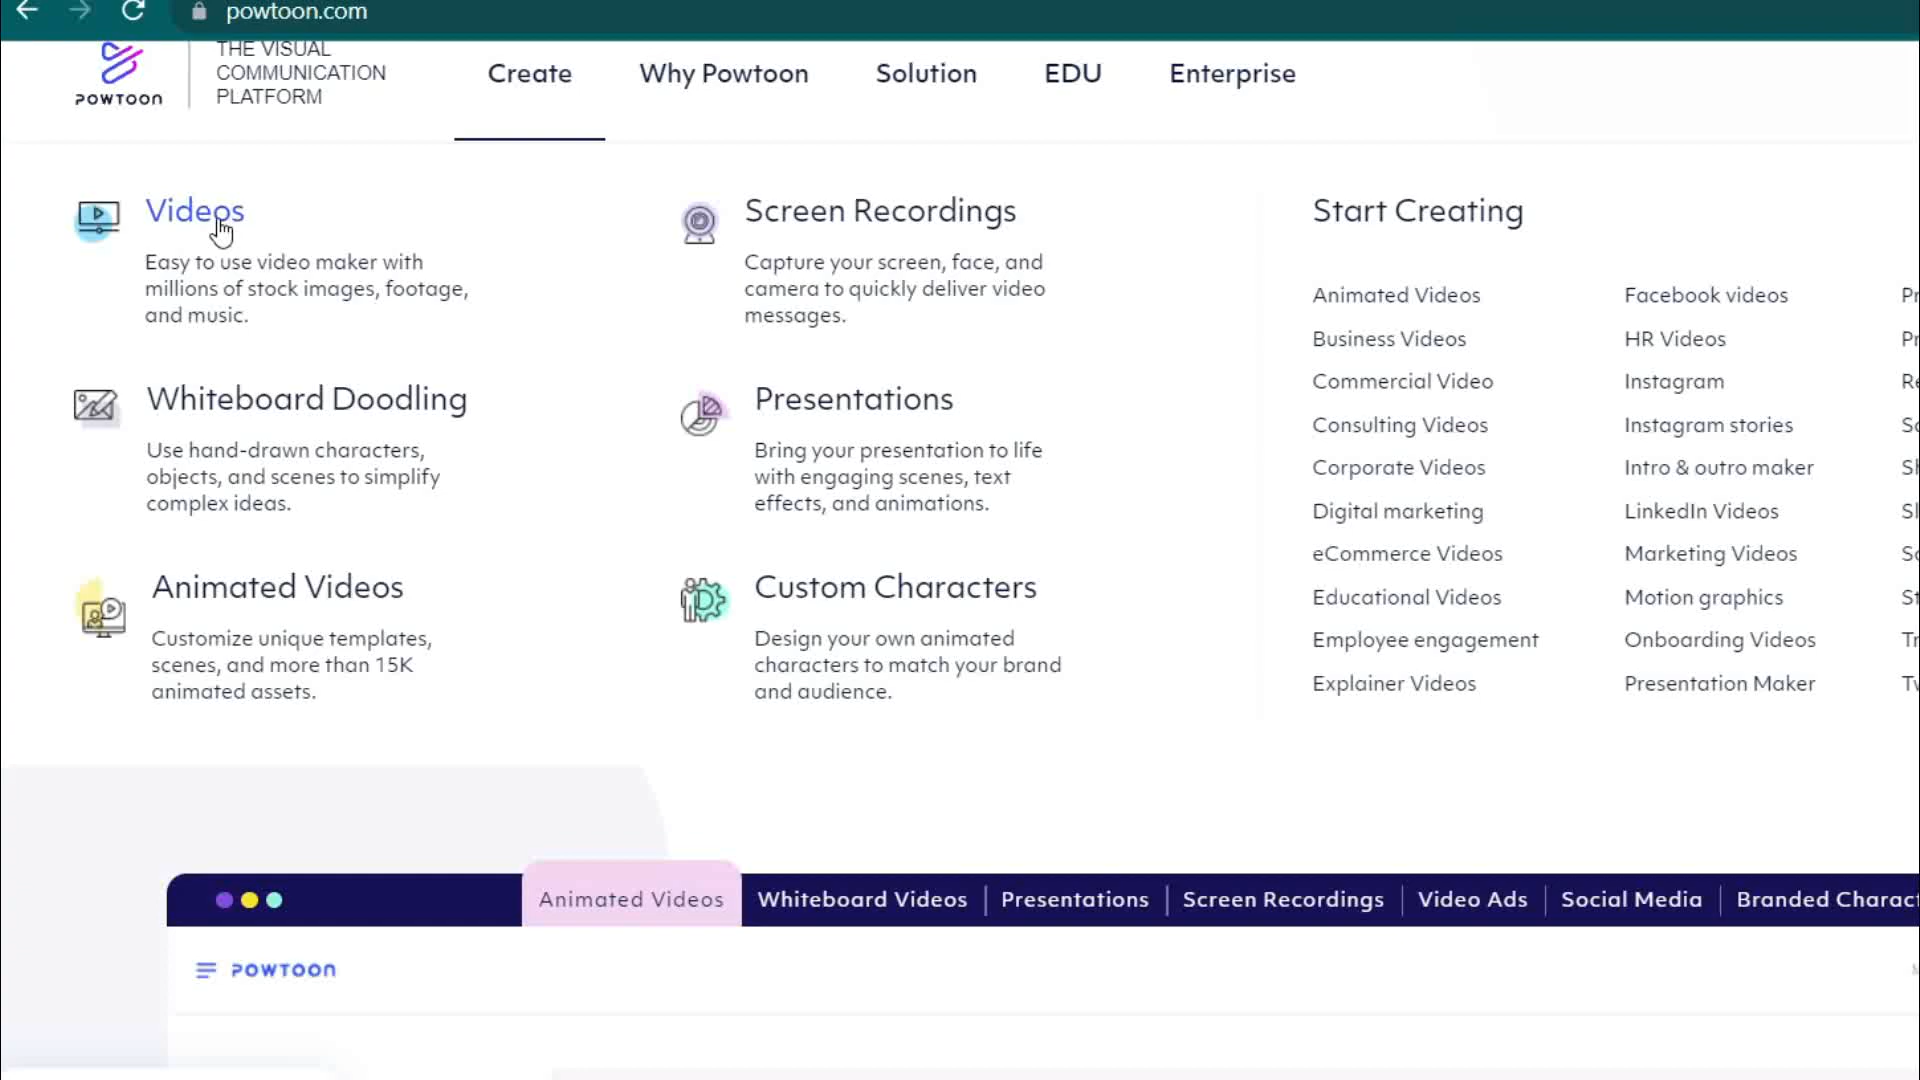 powtoon.com
THE VISUAL
COMMUNICATION
PLATFORM
POWTOON
Create
Why Powtoon
Solution
EDU
Enterprise
Videos
Easy to use video maker with
millions of stock images, footage,
and music.
Screen Recordings
Capture your screen, face, and
camera to quickly deliver video
messages.
Whiteboard Doodling
Use hand-drawn characters,
objects, and scenes to simplify
complex ideas.
Presentations
Bring your presentation to life
with engaging scenes, text
effects, and animations.
Animated Videos
Customize unique templates,
scenes, and more than 15K
animated assets.
Custom Characters
Design your own animated
characters to match your brand
and audience.
Start Creating
Animated Videos
Business Videos
Commercial Video
Consulting Videos
Corporate Videos
Digital marketing
eCommerce Videos
Educational Videos
Employee engagement
Explainer Videos
Facebook videos
HR Videos
Instagram
Instagram stories
Intro & outro maker
LinkedIn Videos
Marketing Videos
Motion graphics
Onboarding Videos
Presentation Maker
Animated Videos
Whiteboard Videos
Presentations
Screen Recordings
Video Ads
Social Media
Branded
POWTOON